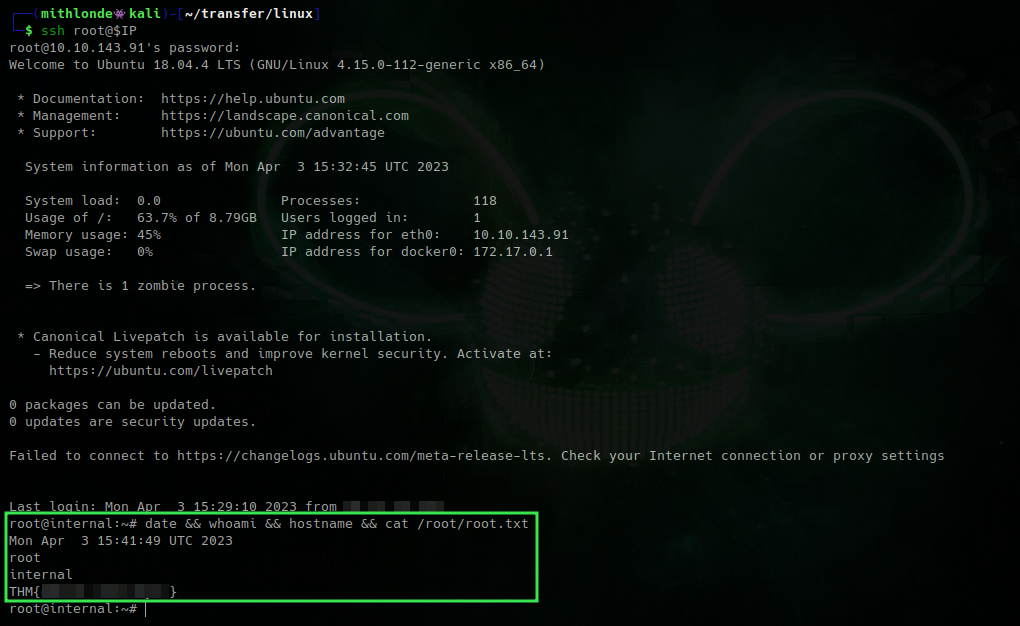 (mithlonde👾kali)-[~/transfer/linux]
$ ssh root@$IP
root@10.10.143.91's password:
Welcome to Ubuntu 18.04.4 LTS (GNU/Linux 4.15.0-112-generic x86_64)
* Documentation:  https://help.ubuntu.com
* Management:     https://landscape.canonical.com
* Support:        https://ubuntu.com/advantage
System information as of Mon Apr  3 15:32:45 UTC 2023
System load:  0.0               Processes:              118
Usage of /:   63.7% of 8.79GB   Users logged in:        1
Memory usage: 45%               IP address for eth0:    10.10.143.91
Swap usage:   0%                IP address for docker0: 172.17.0.1
=> There is 1 zombie process.
* Canonical Livepatch is available for installation.
- Reduce system reboots and improve kernel security. Activate at:
https://ubuntu.com/livepatch
0 packages can be updated.
0 updates are security updates.
Failed to connect to https://changelogs.ubuntu.com/meta-release-lts. Check your Internet connection or proxy settings
Last login: Mon Apr  3 15:29:10 2023 from
root@internal:~# date && whoami && hostname && cat /root/root.txt
Mon Apr  3 15:41:49 UTC 2023
root
internal
THM{ }
root@internal:~#